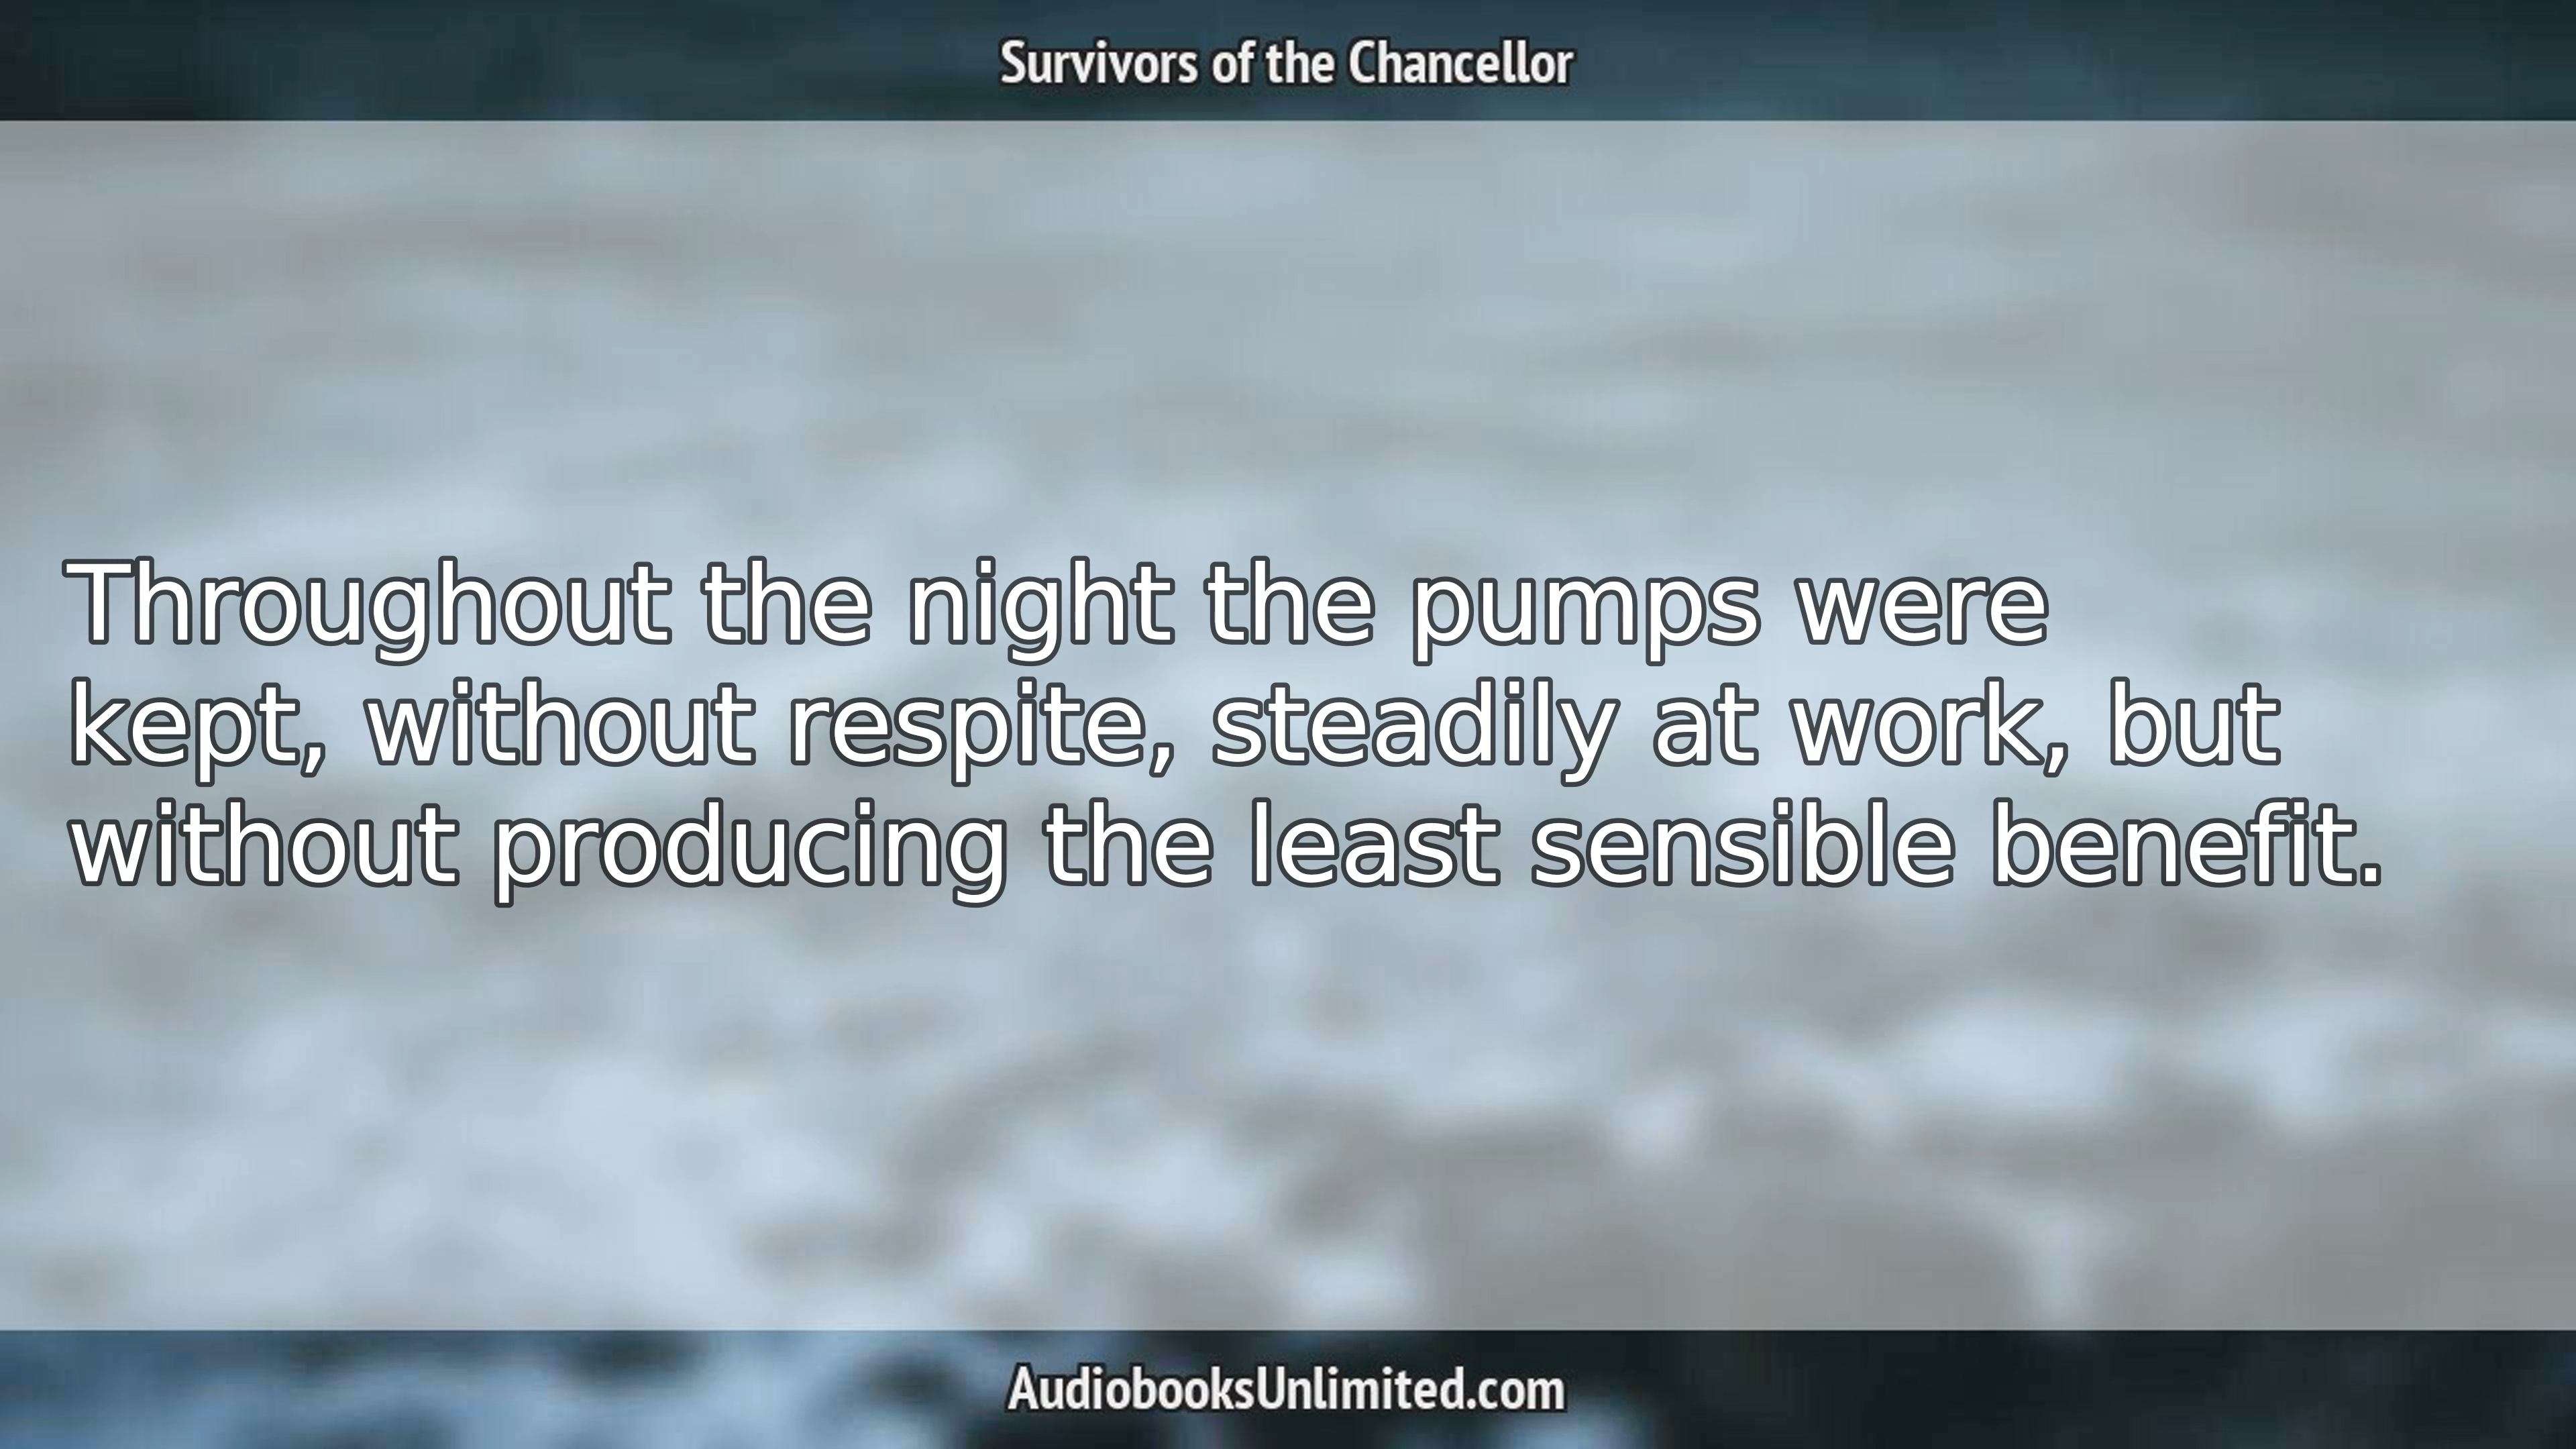 Survivors of the Chancellor
Throughout the night the pumps were
kept, without respite, steadily at work, but
without producing the least sensible benefit.
AudiobooksUnlimited.com